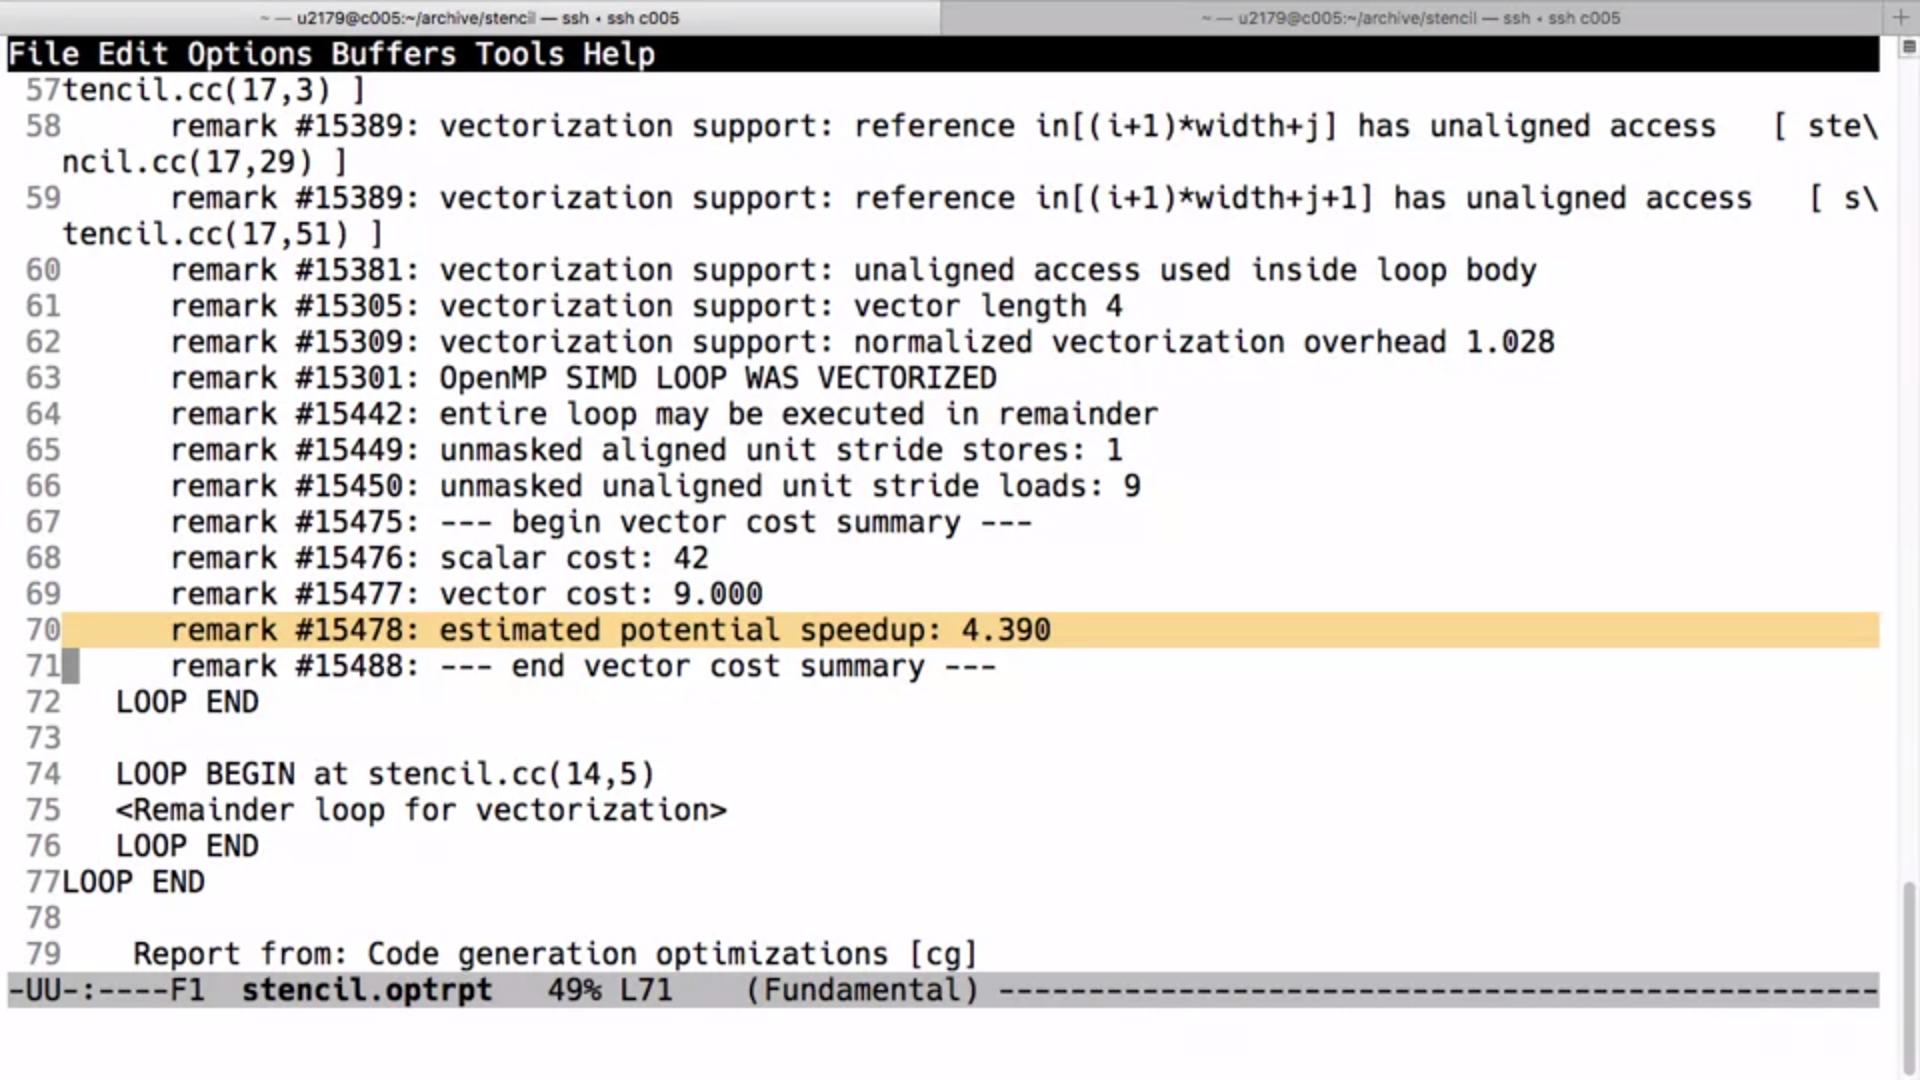 ~ — u2179@c005:~/archive/stencil — ssh • ssh c005
~ — u2179@c005:~/archive/stencil — ssh • ssh c005
File Edit Options Buffers Tools Help
57tencil.cc(17,3) ]
58      remark #15389: vectorization support: reference in[(i+1)*width+j] has unaligned access   [ ste\
ncil.cc(17,29) ]
59      remark #15389: vectorization support: reference in[(i+1)*width+j+1] has unaligned access   [ s\
tencil.cc(17,51) ]
60      remark #15381: vectorization support: unaligned access used inside loop body
61      remark #15305: vectorization support: vector length 4
62      remark #15309: vectorization support: normalized vectorization overhead 1.028
63      remark #15301: OpenMP SIMD LOOP WAS VECTORIZED
64      remark #15442: entire loop may be executed in remainder
65      remark #15449: unmasked aligned unit stride stores: 1
66      remark #15450: unmasked unaligned unit stride loads: 9
67      remark #15475: --- begin vector cost summary ---
68      remark #15476: scalar cost: 42
69      remark #15477: vector cost: 9.000
70      remark #15478: estimated potential speedup: 4.390
71      remark #15488: --- end vector cost summary ---
72   LOOP END
73
74   LOOP BEGIN at stencil.cc(14,5)
75   <Remainder loop for vectorization>
76   LOOP END
77LOOP END
78
79    Report from: Code generation optimizations [cg]
-UU-:----F1  stencil.optrpt   49% L71    (Fundamental) -------------------------------------------------